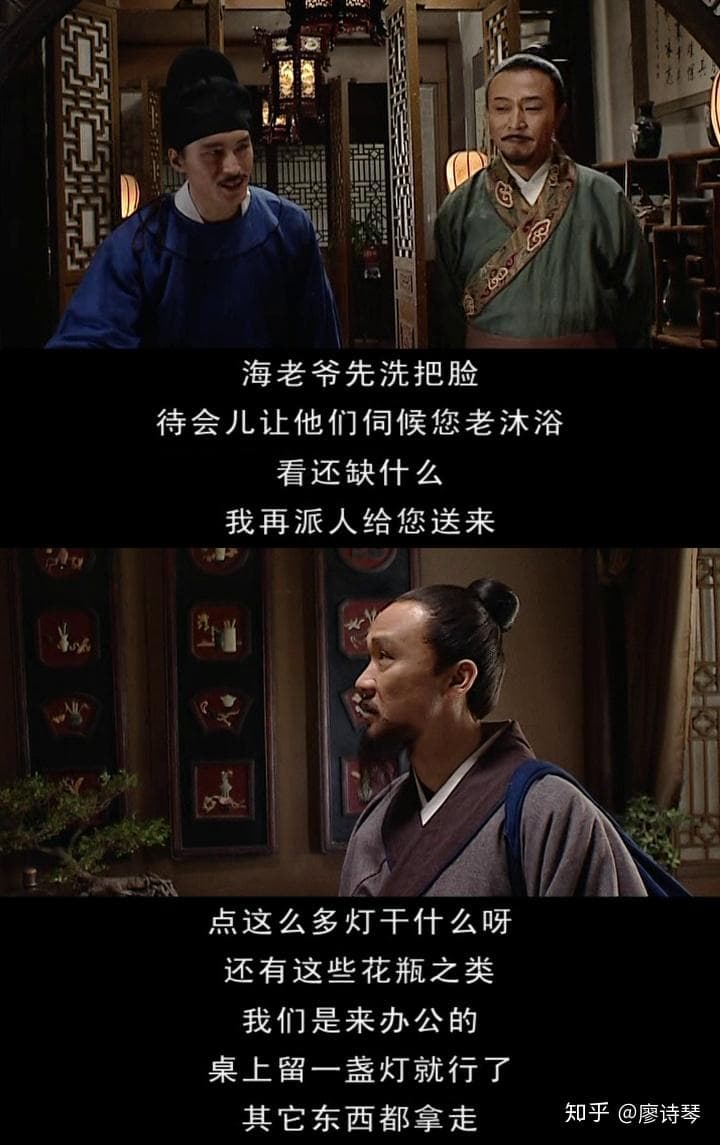 海老爷先洗把脸
待会儿让他们伺候您老沐浴
看还缺什么
我再派人给您送来
点这么多灯干什么呀
还有这些花瓶之类
我们是来办公的
桌上留一盏灯就行了
其它东西都拿走
知乎 @廖诗琴